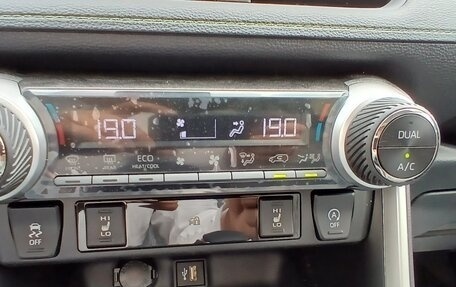 19.0 19.0
DUAL
A/C
ECO
HEAT/COOL
HI
LO
HI
LO
OFF
OFF
A